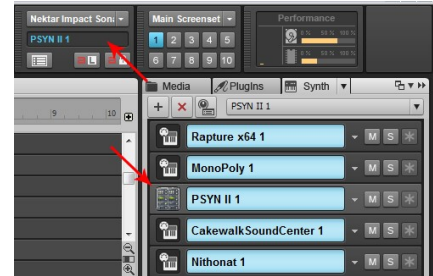 Nektar Impact Son
Main Screenset
Performance
PSYN II 1
1 2 3 4 5
6 7 8 9 10
Media PlugIns Synth
9 10
PSYN II 1
Rapture x64 1 M S
MonoPoly 1 M S
PSYN II 1 M S
CakewalkSoundCenter 1 M S
Nithonat 1 M S